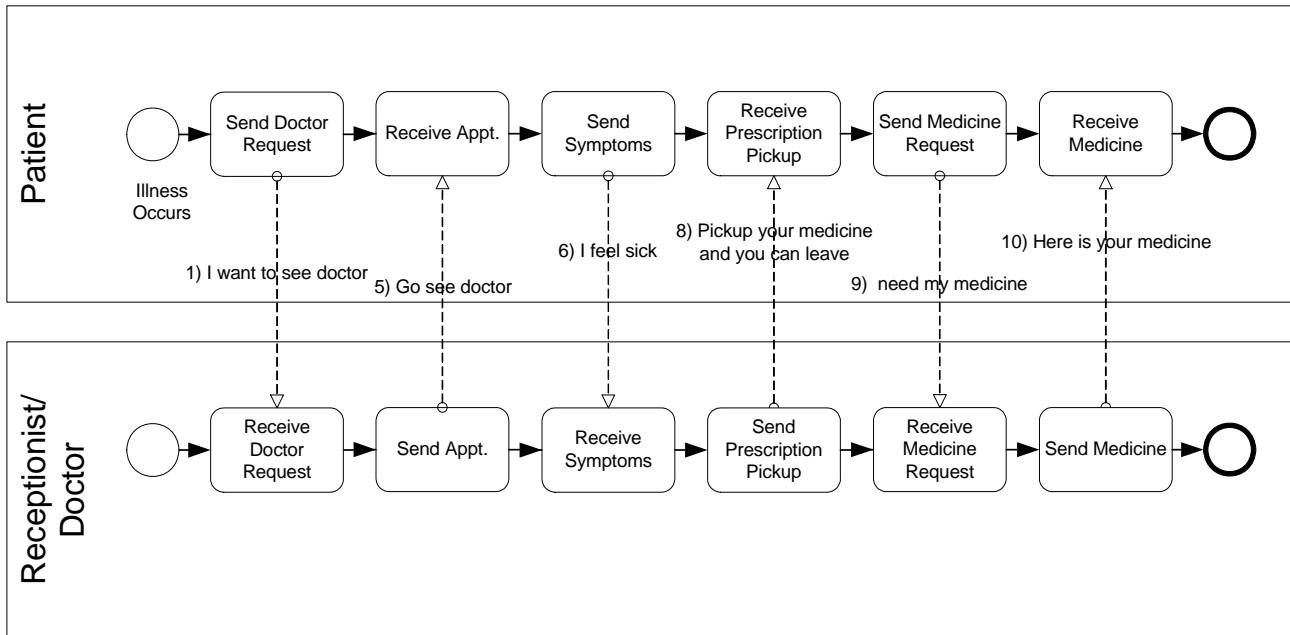 Patient
Send Doctor
Request
Receive Appt.
Send
Symptoms
Receive
Prescription
Pickup
Send Medicine
Request
Receive
Medicine
Illness
Occurs
1) I want to see doctor
5) Go see doctor
6) I feel sick
8) Pickup your medicine
and you can leave
9)  need my medicine
10) Here is your medicine
Receptionist/
Doctor
Receive
Doctor
Request
Send Appt.
Receive
Symptoms
Send
Prescription
Pickup
Receive
Medicine
Request
Send Medicine